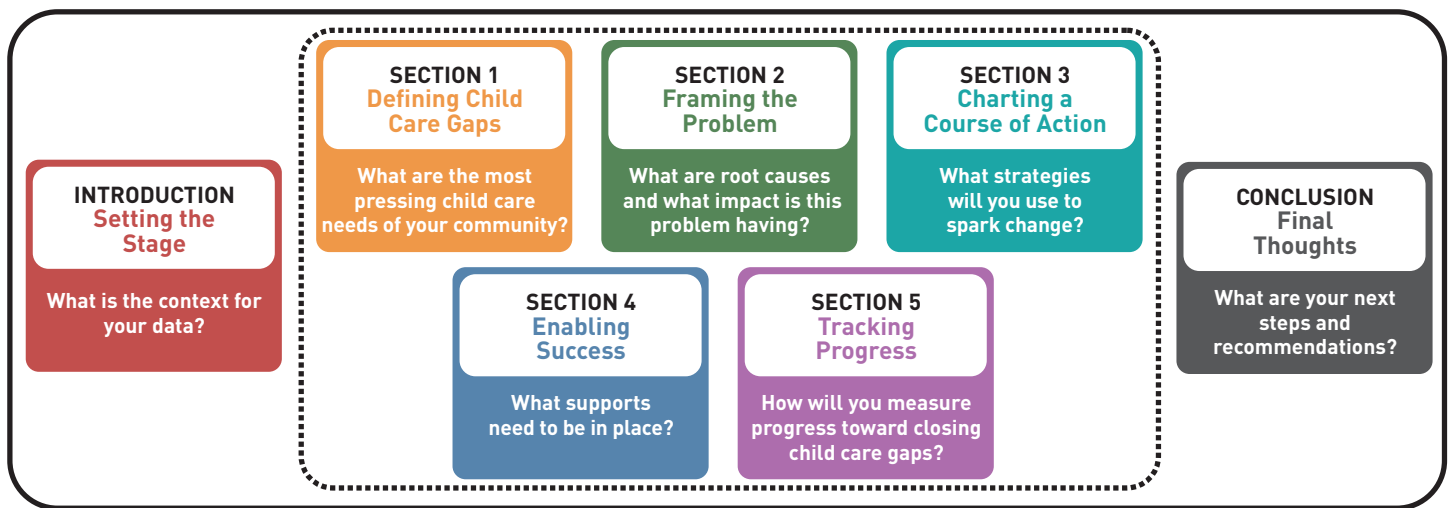 INTRODUCTION
Setting the
Stage
What is the context for
your data?
SECTION 1
Defining Child
Care Gaps
What are the most
pressing child care
needs of your community?
SECTION 2
Framing the
Problem
What are root causes
and what impact is this
problem having?
SECTION 3
Charting a
Course of Action
What strategies
will you use to
spark change?
SECTION 4
Enabling
Success
What supports
need to be in place?
SECTION 5
Tracking
Progress
How will you measure
progress toward closing
child care gaps?
CONCLUSION
Final
Thoughts
What are your next
steps and
recommendations?